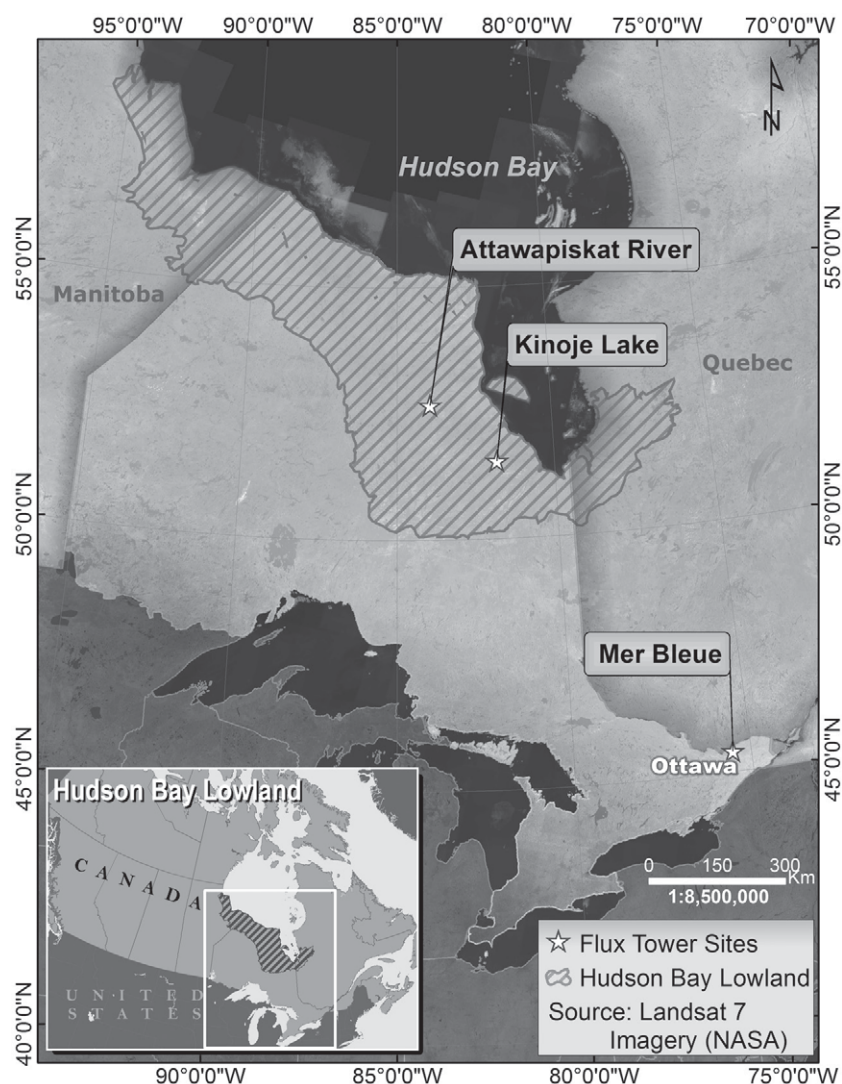 95°0'0"W 90°0'0"W 85°0'0"W 80°0'0"W 75°0'0"W 70°0'0"W
N
Hudson Bay
Attawapiskat River
55°0'0"N
55°0'0"N
Manitoba
Kinoje Lake
Quebec
50°0'0"N
50°0'0"N
Mer Bleue
Ottawa
45°0'0"N
45°0'0"N
Hudson Bay Lowland
CANADA
UNITED
STATES
0 150 300
Km
1:8,500,000
Flux Tower Sites
Hudson Bay Lowland
Source: Landsat 7
Imagery (NASA)
40°0'0"N
90°0'0"W 85°0'0"W 80°0'0"W 75°0'0"W